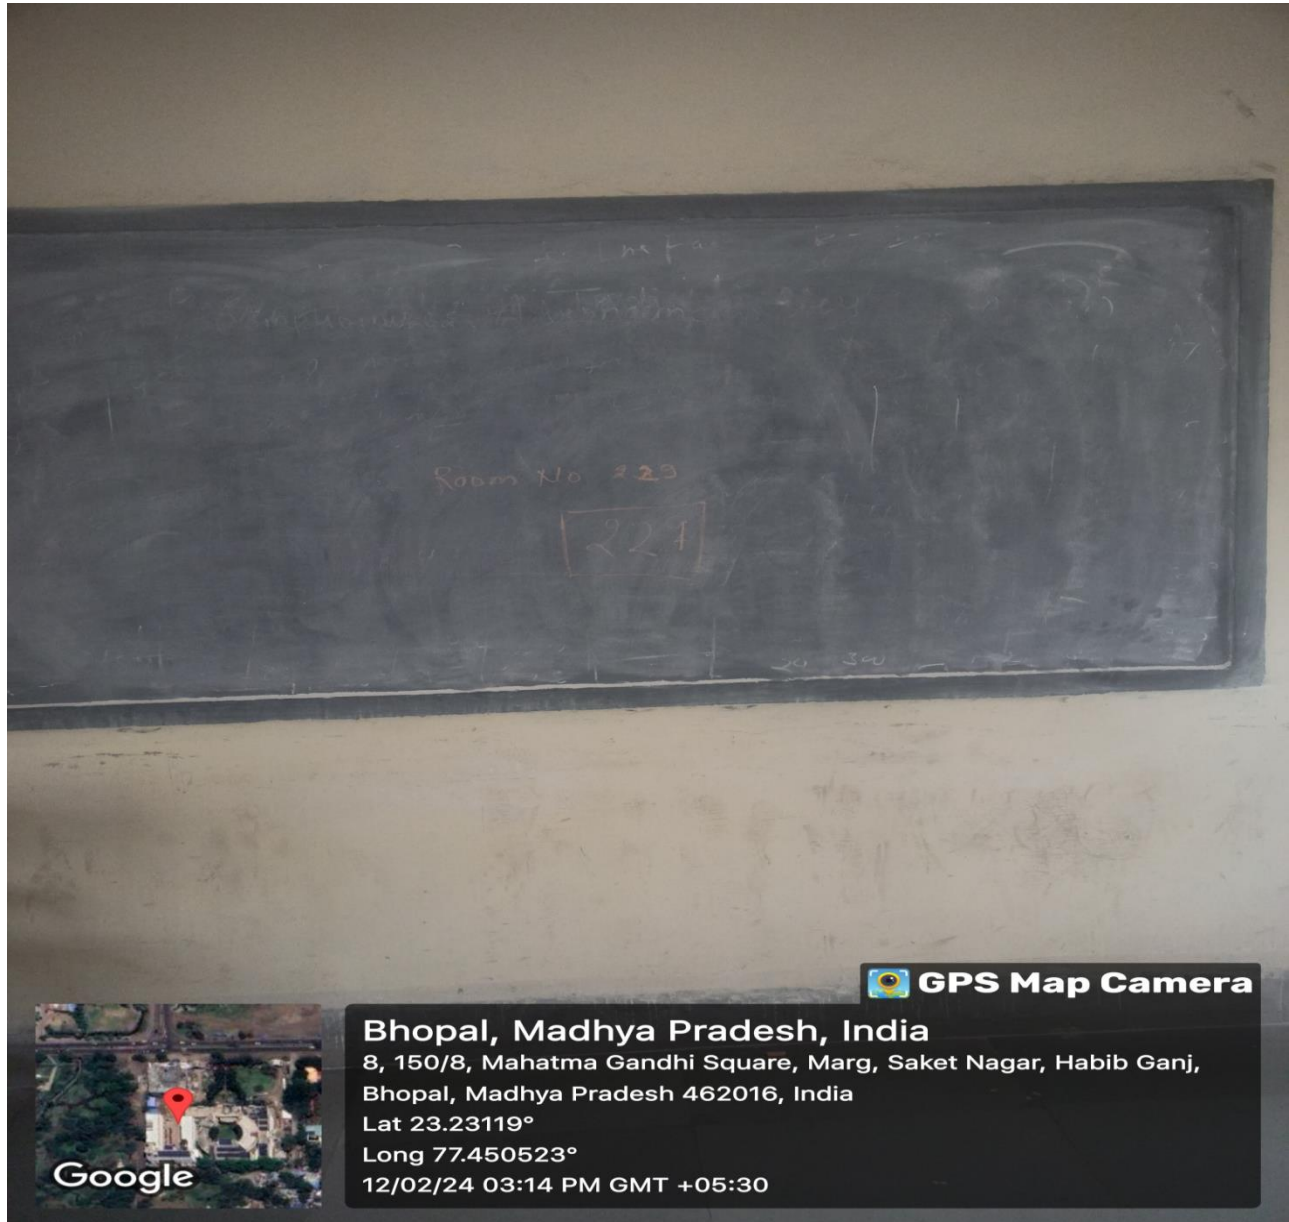 Room No 229
221
GPS Map Camera
Bhopal, Madhya Pradesh, India
8, 150/8, Mahatma Gandhi Square, Marg, Saket Nagar, Habib Ganj,
Bhopal, Madhya Pradesh 462016, India
Lat 23.23119°
Long 77.450523°
12/02/24 03:14 PM GMT +05:30
Google